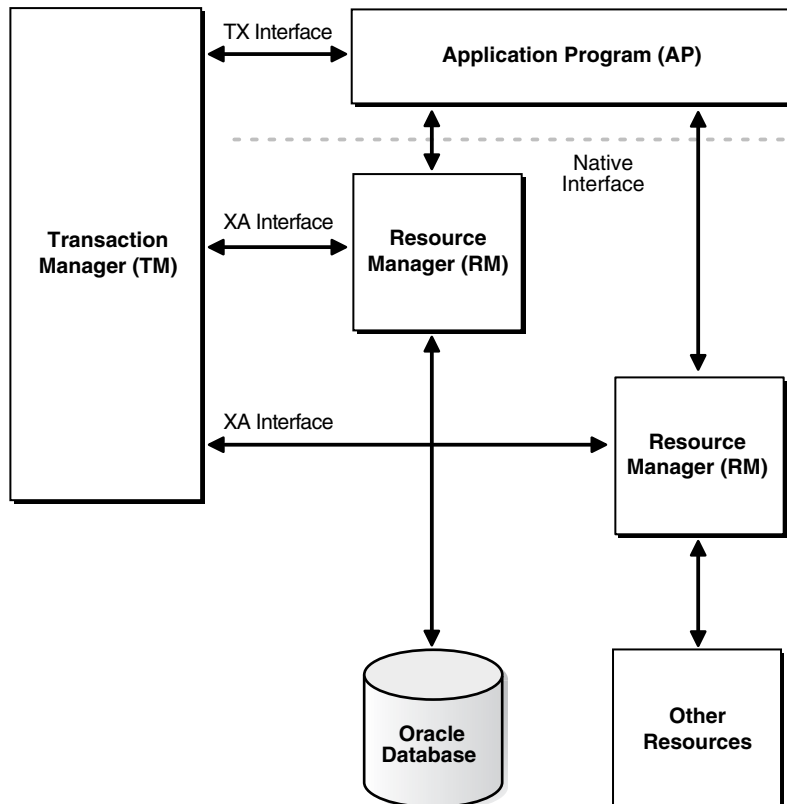 TX Interface
Application Program (AP)
Native
Interface
XA Interface
Transaction
Manager (TM)
Resource
Manager (RM)
XA Interface
Resource
Manager (RM)
Oracle
Database
Other
Resources